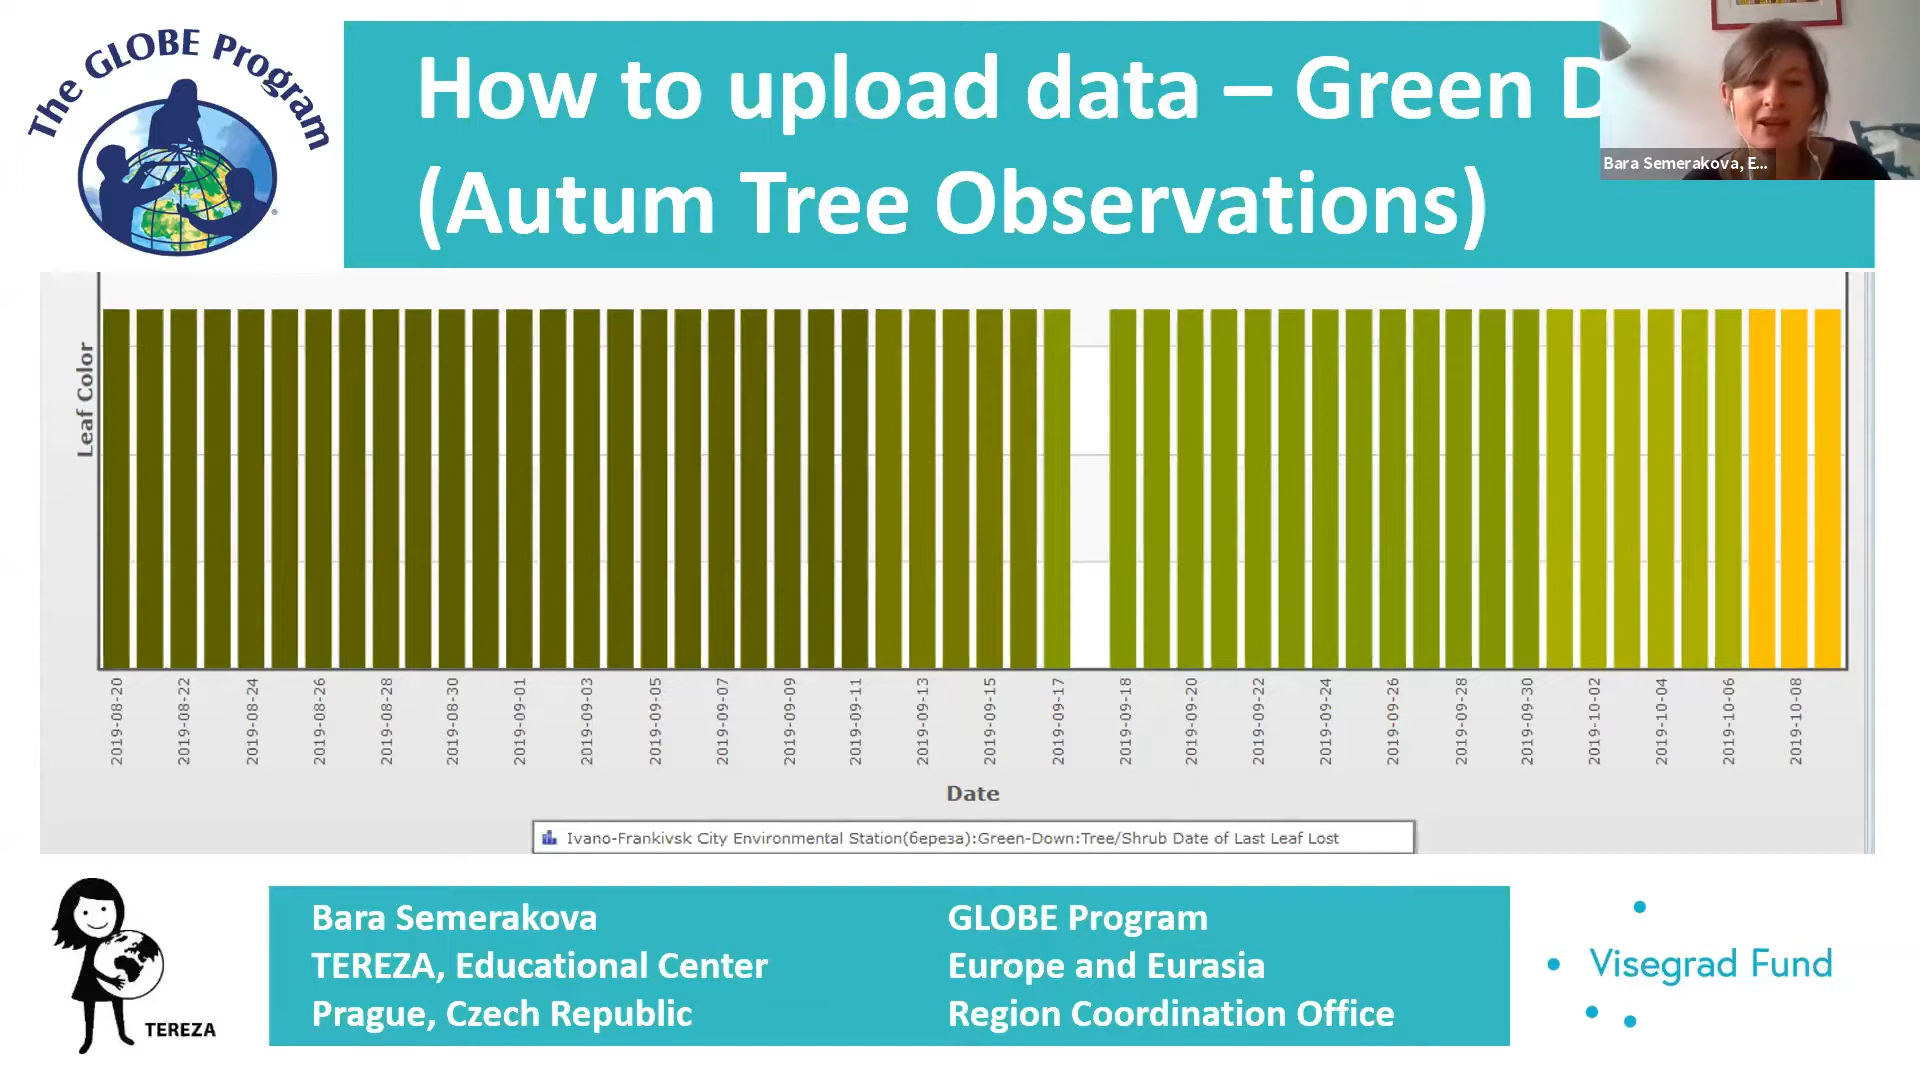 The GLOBE Program
How to upload data – Green D
(Autum Tree Observations)
Bara Semerakova, E...
Leaf Color
2019-08-20
2019-08-22
2019-08-24
2019-08-26
2019-08-28
2019-08-30
2019-09-01
2019-09-03
2019-09-05
2019-09-07
2019-09-09
2019-09-11
2019-09-13
2019-09-15
2019-09-17
2019-09-18
2019-09-20
2019-09-22
2019-09-24
2019-09-26
2019-09-28
2019-09-30
2019-10-02
2019-10-04
2019-10-06
2019-10-08
Date
Ivano-Frankivsk City Environmental Station(береза):Green-Down:Tree/Shrub Date of Last Leaf Lost
TEREZA
Bara Semerakova
TEREZA, Educational Center
Prague, Czech Republic
GLOBE Program
Europe and Eurasia
Region Coordination Office
Visegrad Fund